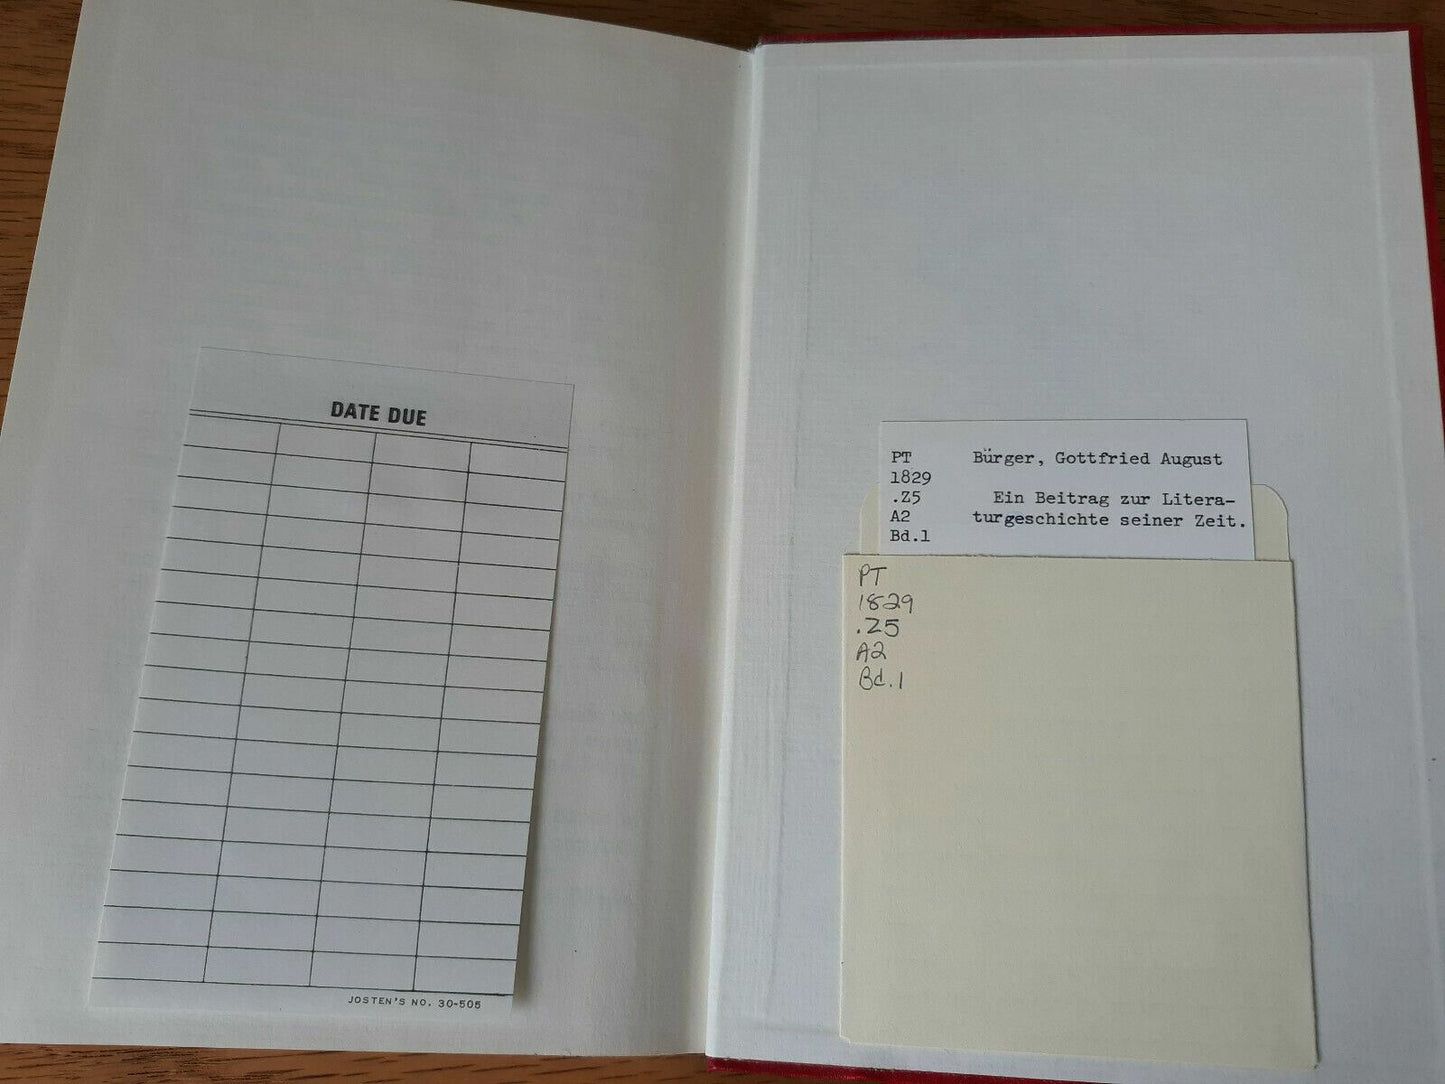 DATE DUE
JOSTEN'S NO. 30-505
PT Bürger, Gottfried August
1829
.Z5 Ein Beitrag zur Litera-
A2 turgeschichte seiner Zeit.
Bd.1
PT
1829
.Z5
A2
Bd.1